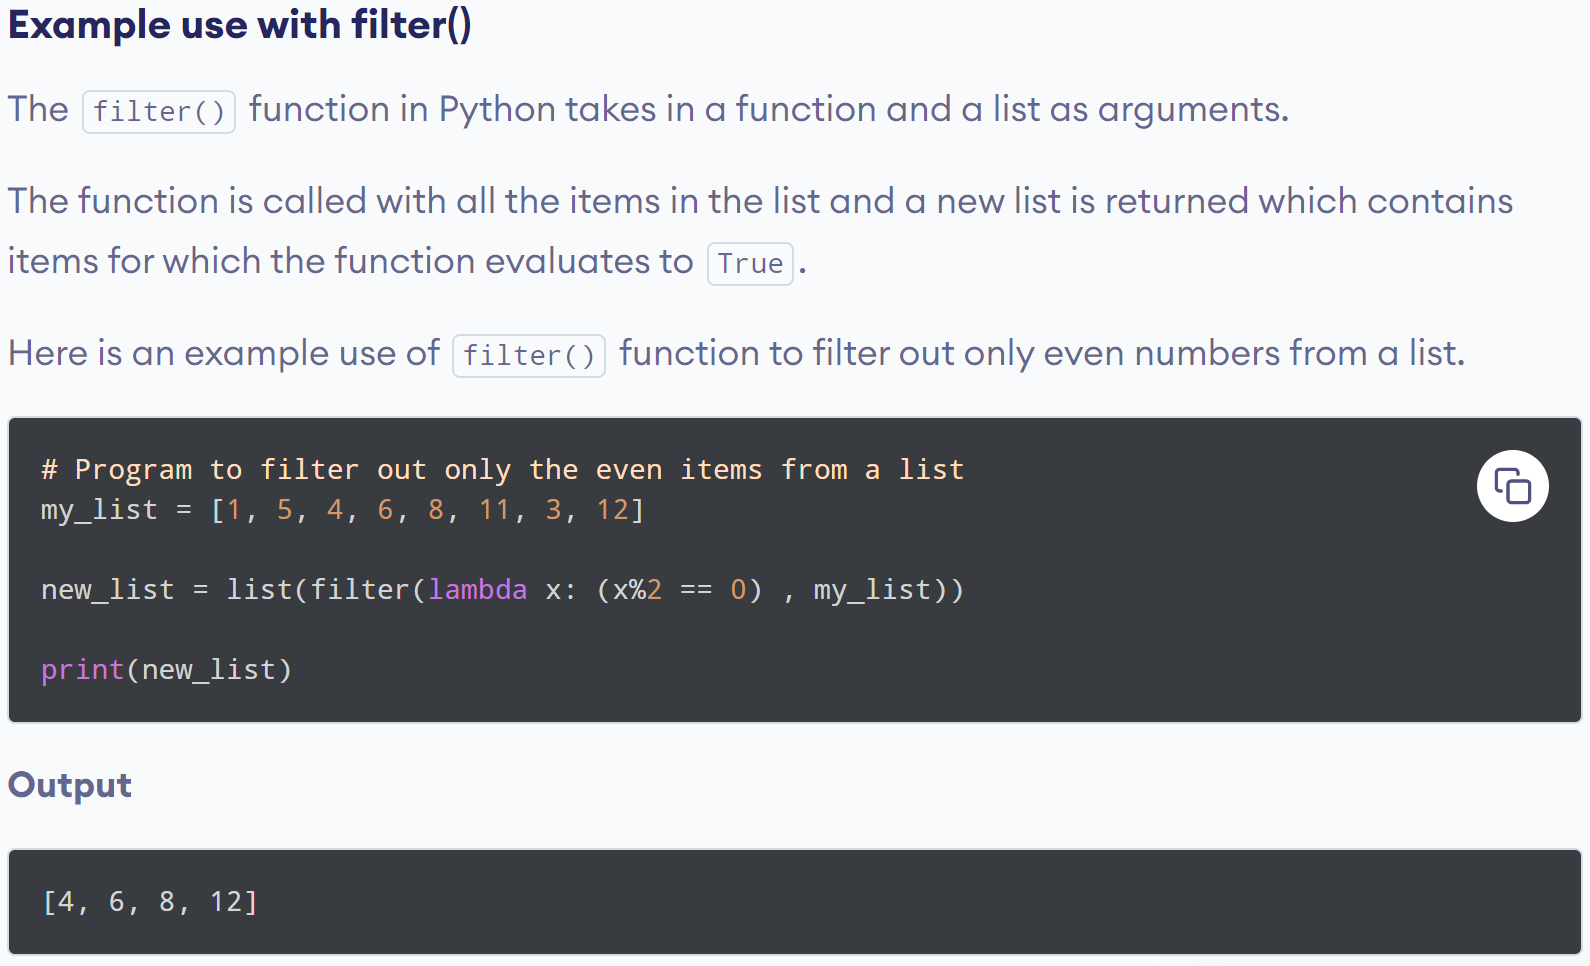 Example use with filter()
The filter() function in Python takes in a function and a list as arguments.
The function is called with all the items in the list and a new list is returned which contains
items for which the function evaluates to True.
Here is an example use of filter() function to filter out only even numbers from a list.
# Program to filter out only the even items from a list
my_list = [1, 5, 4, 6, 8, 11, 3, 12]
new_list = list(filter(lambda x: (x%2 == 0) , my_list))
print(new_list)
Output
[4, 6, 8, 12]